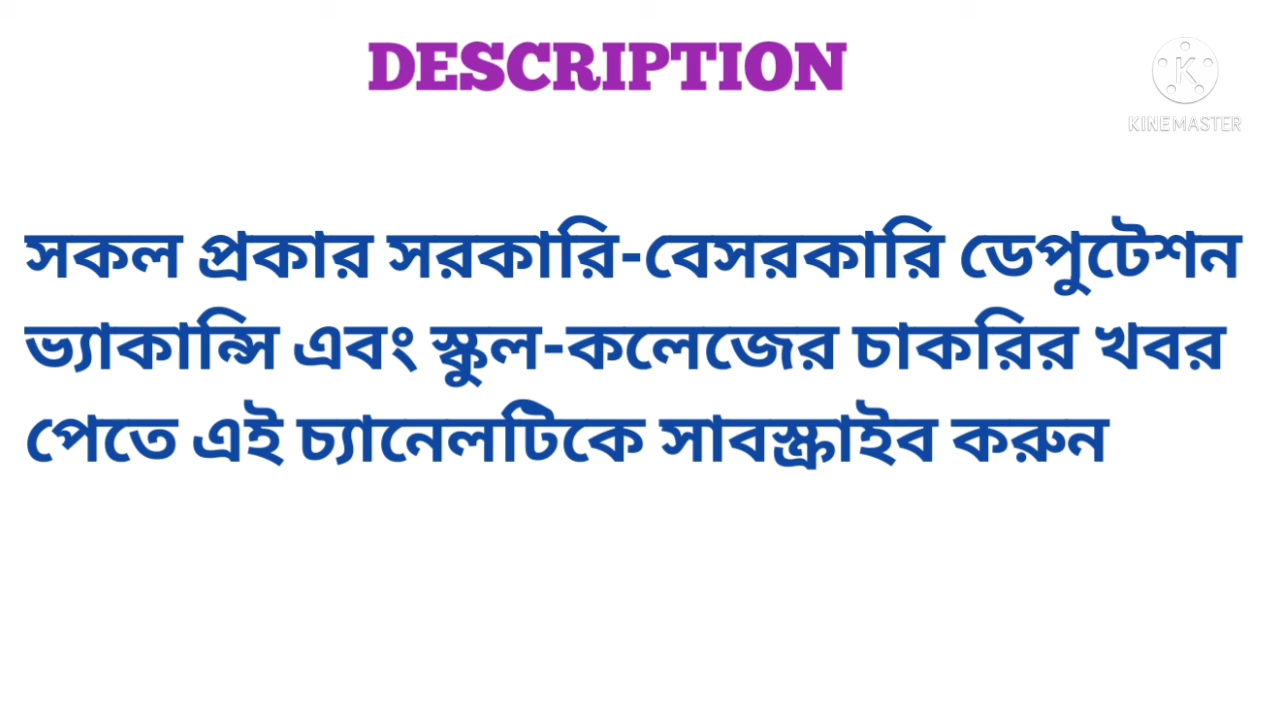 DESCRIPTION
K
KINEMASTER
সকল প্রকার সরকারি-বেসরকারি ডেপুটেশন
ভ্যাকান্সি এবং স্কুল-কলেজের চাকরির খবর
পেতে এই চ্যানেলটিকে সাবস্ক্রাইব করুন